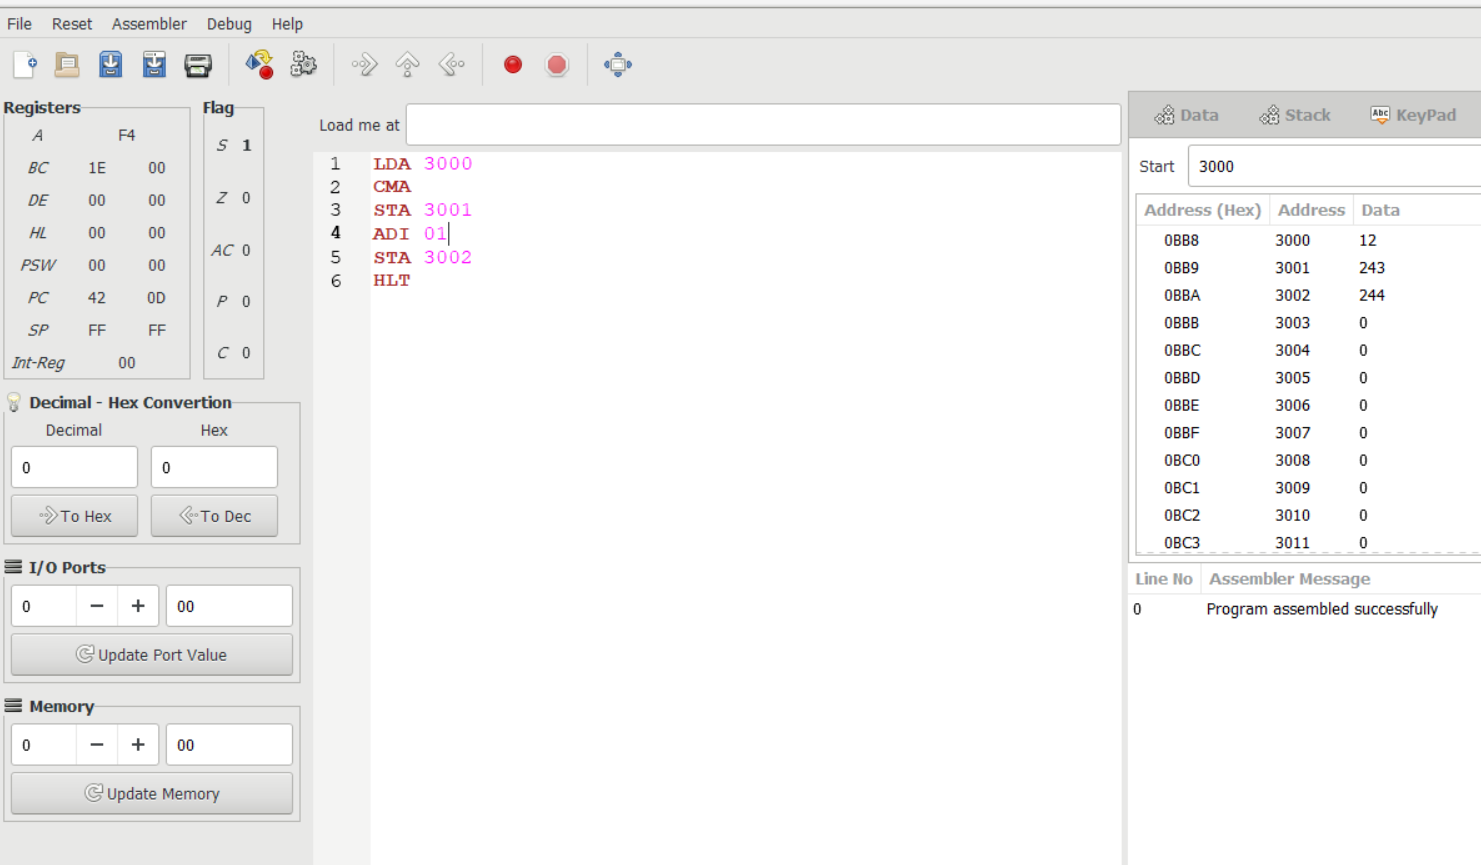 File Reset Assembler Debug Help
Registers
A F4
BC 1E 00
DE 00 00
HL 00 00
PSW 00 00
PC 42 0D
SP FF FF
Int-Reg 00
Flag
S 1
Z 0
AC 0
P 0
C 0
Decimal - Hex Convertion
Decimal Hex
0 0
To Hex To Dec
I/O Ports
0 − + 00
Update Port Value
Memory
0 − + 00
Update Memory
Load me at
1 LDA 3000
2 CMA
3 STA 3001
4 ADI 01
5 STA 3002
6 HLT
Data Stack Abc KeyPad
Start 3000
Address (Hex) Address Data
0BB8 3000 12
0BB9 3001 243
0BBA 3002 244
0BBB 3003 0
0BBC 3004 0
0BBD 3005 0
0BBE 3006 0
0BBF 3007 0
0BC0 3008 0
0BC1 3009 0
0BC2 3010 0
0BC3 3011 0
Line No Assembler Message
0 Program assembled successfully